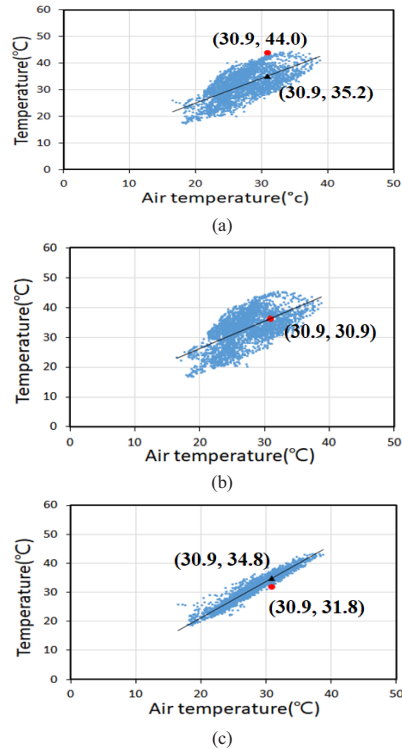 60
50
(30.9, 44.0)
40
30
(30.9, 35.2)
20
10
0
0 10 20 30 40 50
Temperature(℃)
Air temperature(°c)
(a)
60
50
40
30
(30.9, 30.9)
20
10
0
0 10 20 30 40 50
Temperature(℃)
Air temperature(℃)
(b)
60
50
40
(30.9, 34.8)
30
(30.9, 31.8)
20
10
0
0 10 20 30 40 50
Temperature(℃)
Air temperature(℃)
(c)